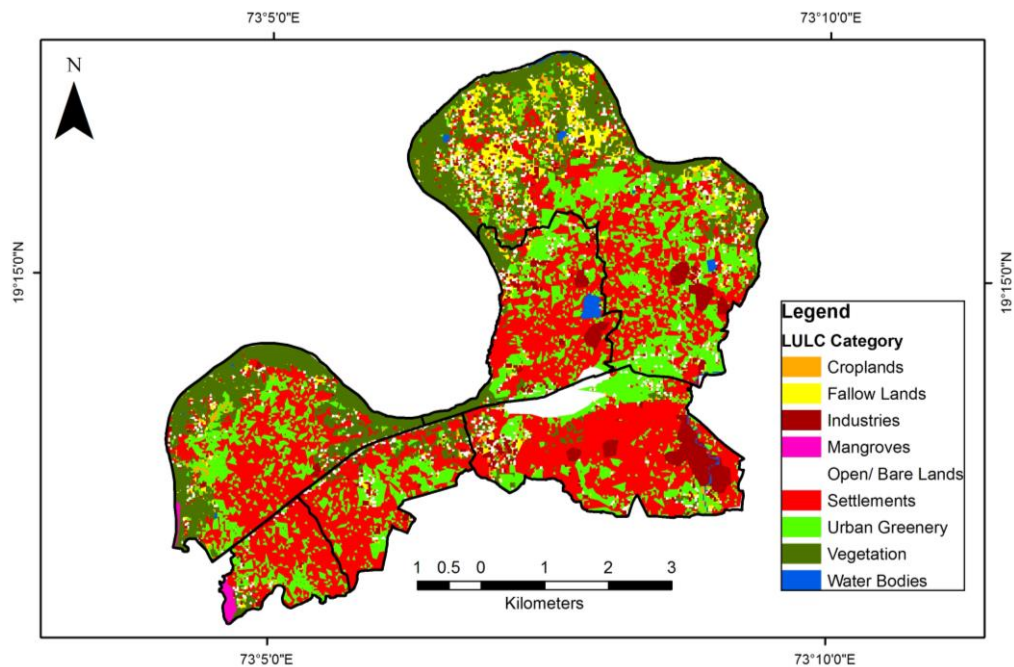 73°5'0"E 73°10'0"E
N
19°15'0"N 19°15'0"N
Legend
LULC Category
Croplands
Fallow Lands
Industries
Mangroves
Open/ Bare Lands
Settlements
Urban Greenery
Vegetation
Water Bodies
1 0.5 0 1 2 3
Kilometers
73°5'0"E 73°10'0"E